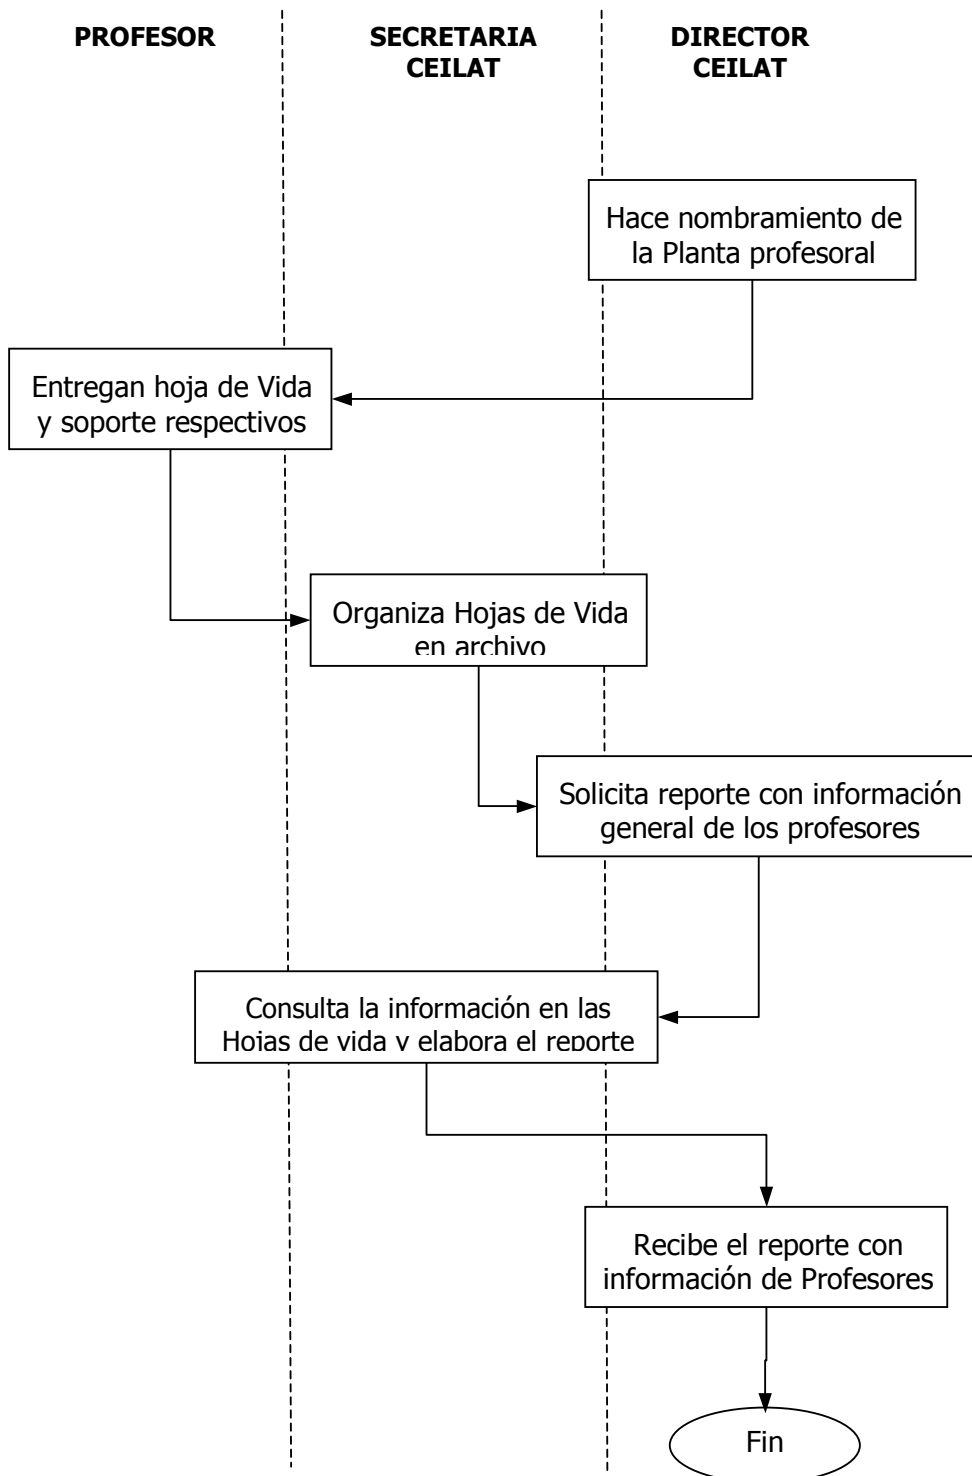 PROFESOR
SECRETARIA
CEILAT
DIRECTOR
CEILAT
Hace nombramiento de
la Planta profesoral
Entregan hoja de Vida
y soporte respectivos
Organiza Hojas de Vida
en archivo
Solicita reporte con información
general de los profesores
Consulta la información en las
Hojas de vida y elabora el reporte
Recibe el reporte con
información de Profesores
Fin